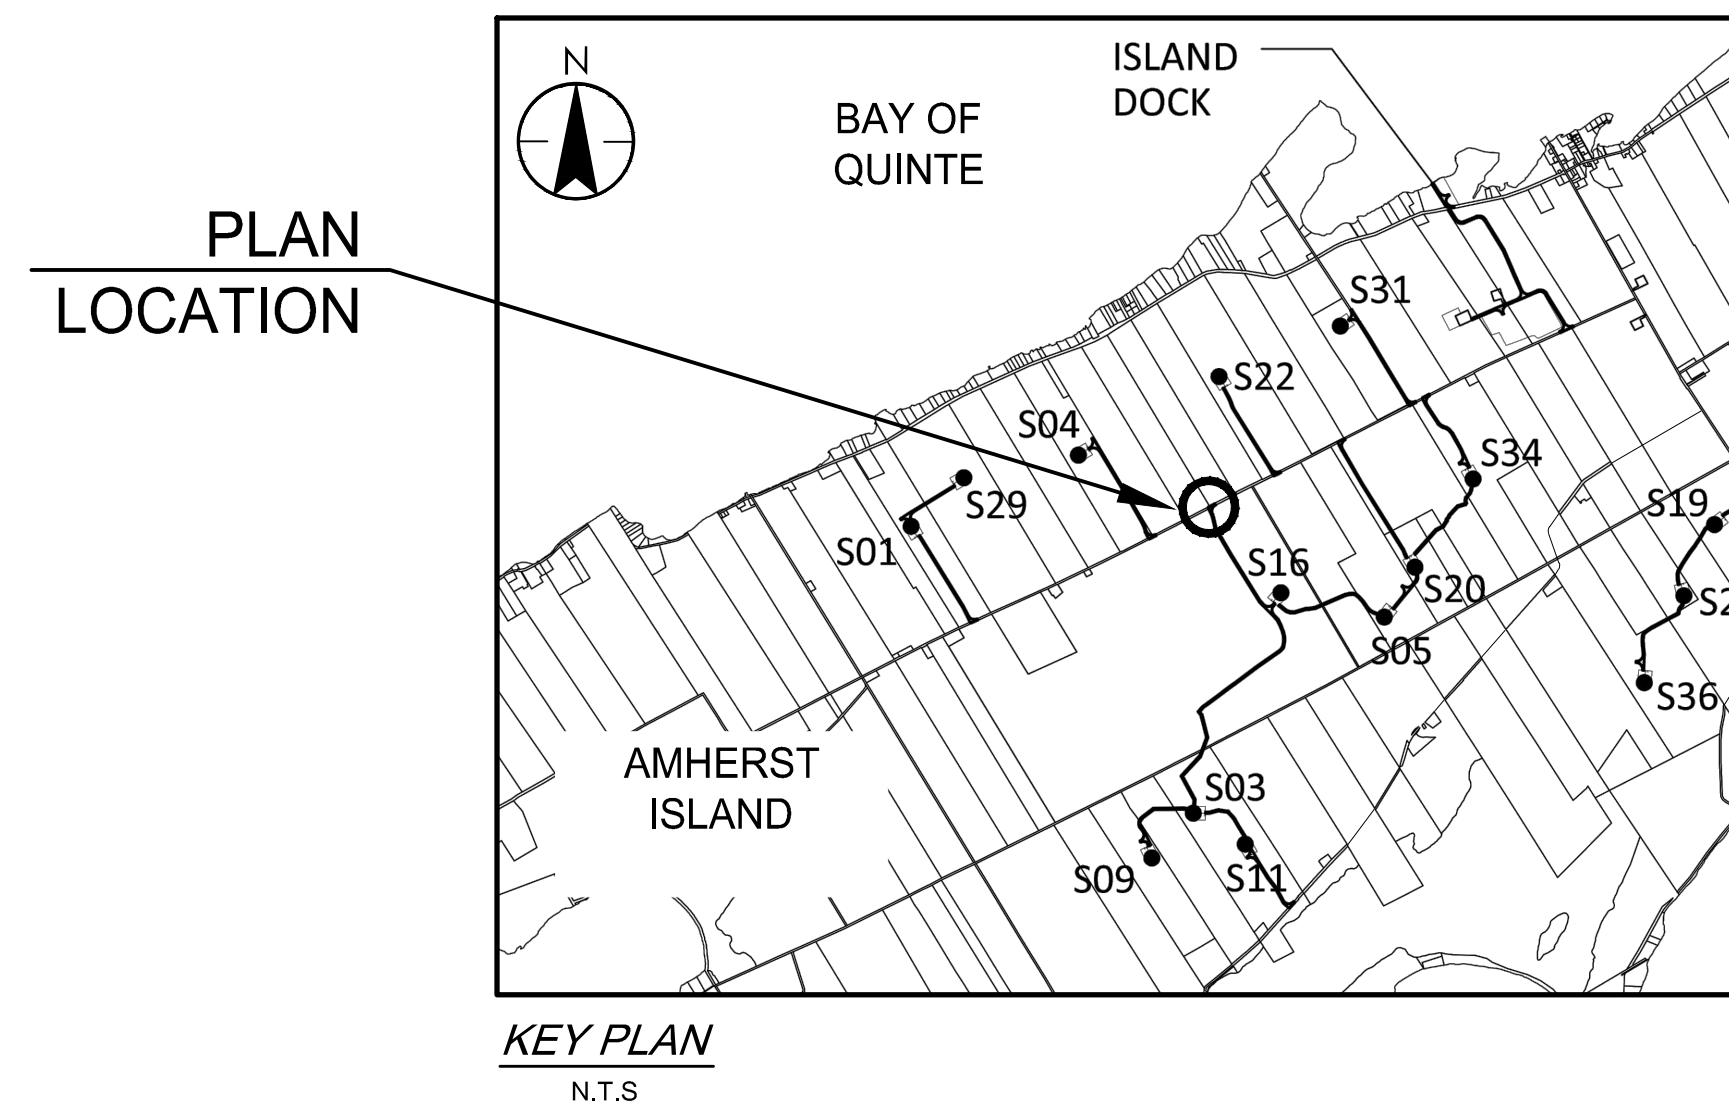 N
BAY OF
QUINTE
ISLAND
DOCK
PLAN
LOCATION
S31
S22
S04
S34
S29
S19
S01
S16
S20
S05
S36
AMHERST
ISLAND
S03
S09
S11
KEY PLAN
N.T.S